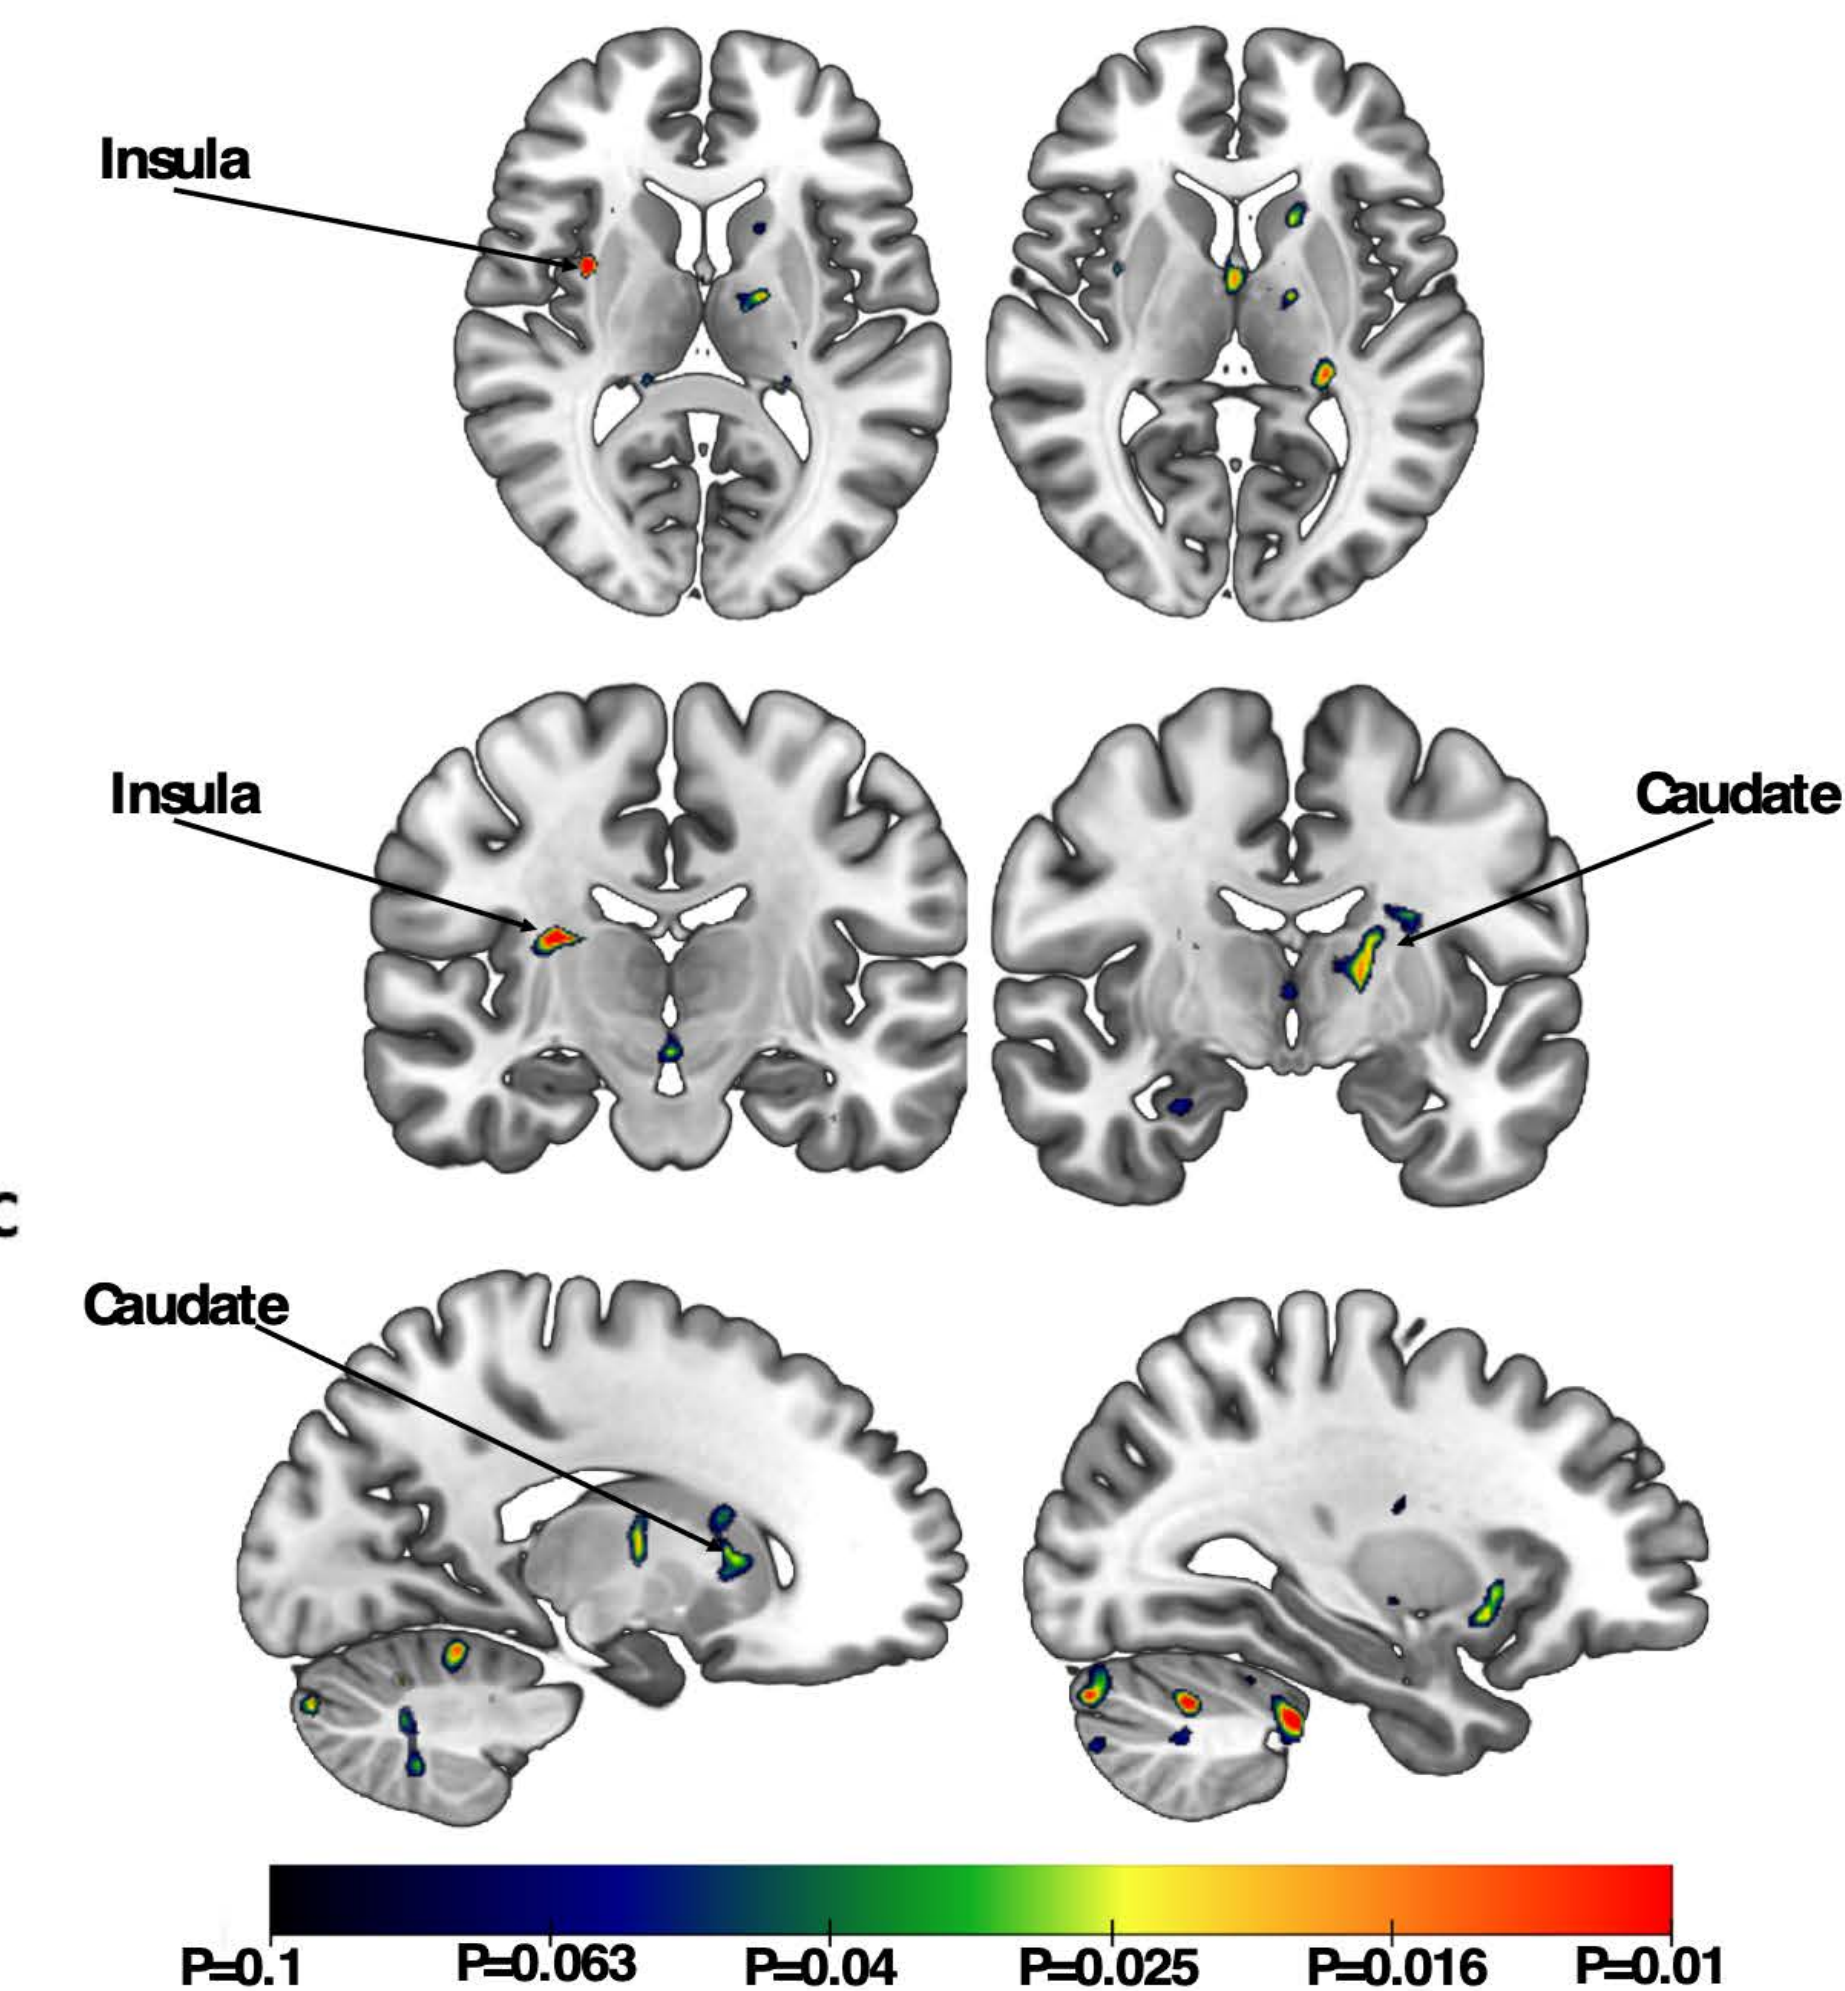 Insula
Insula
Caudate
C
Caudate
P=0.1 P=0.063 P=0.04 P=0.025 P=0.016 P=0.01